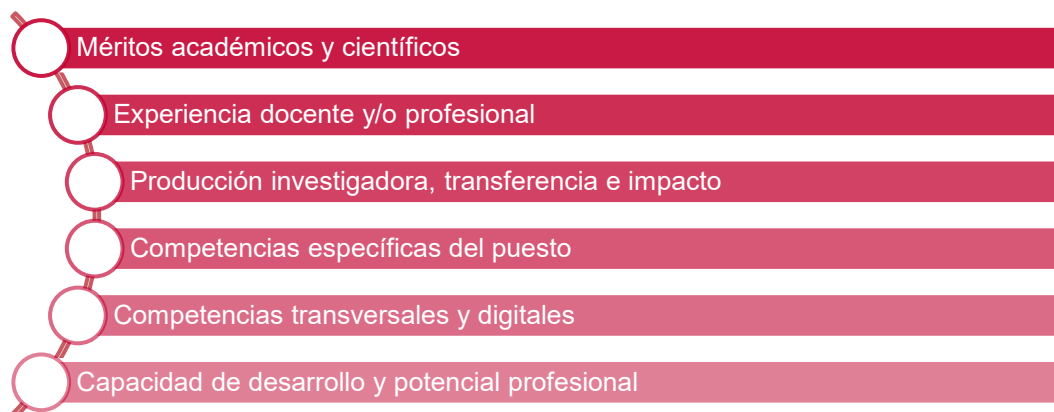 Méritos académicos y científicos
Experiencia docente y/o profesional
Producción investigadora, transferencia e impacto
Competencias específicas del puesto
Competencias transversales y digitales
Capacidad de desarrollo y potencial profesional